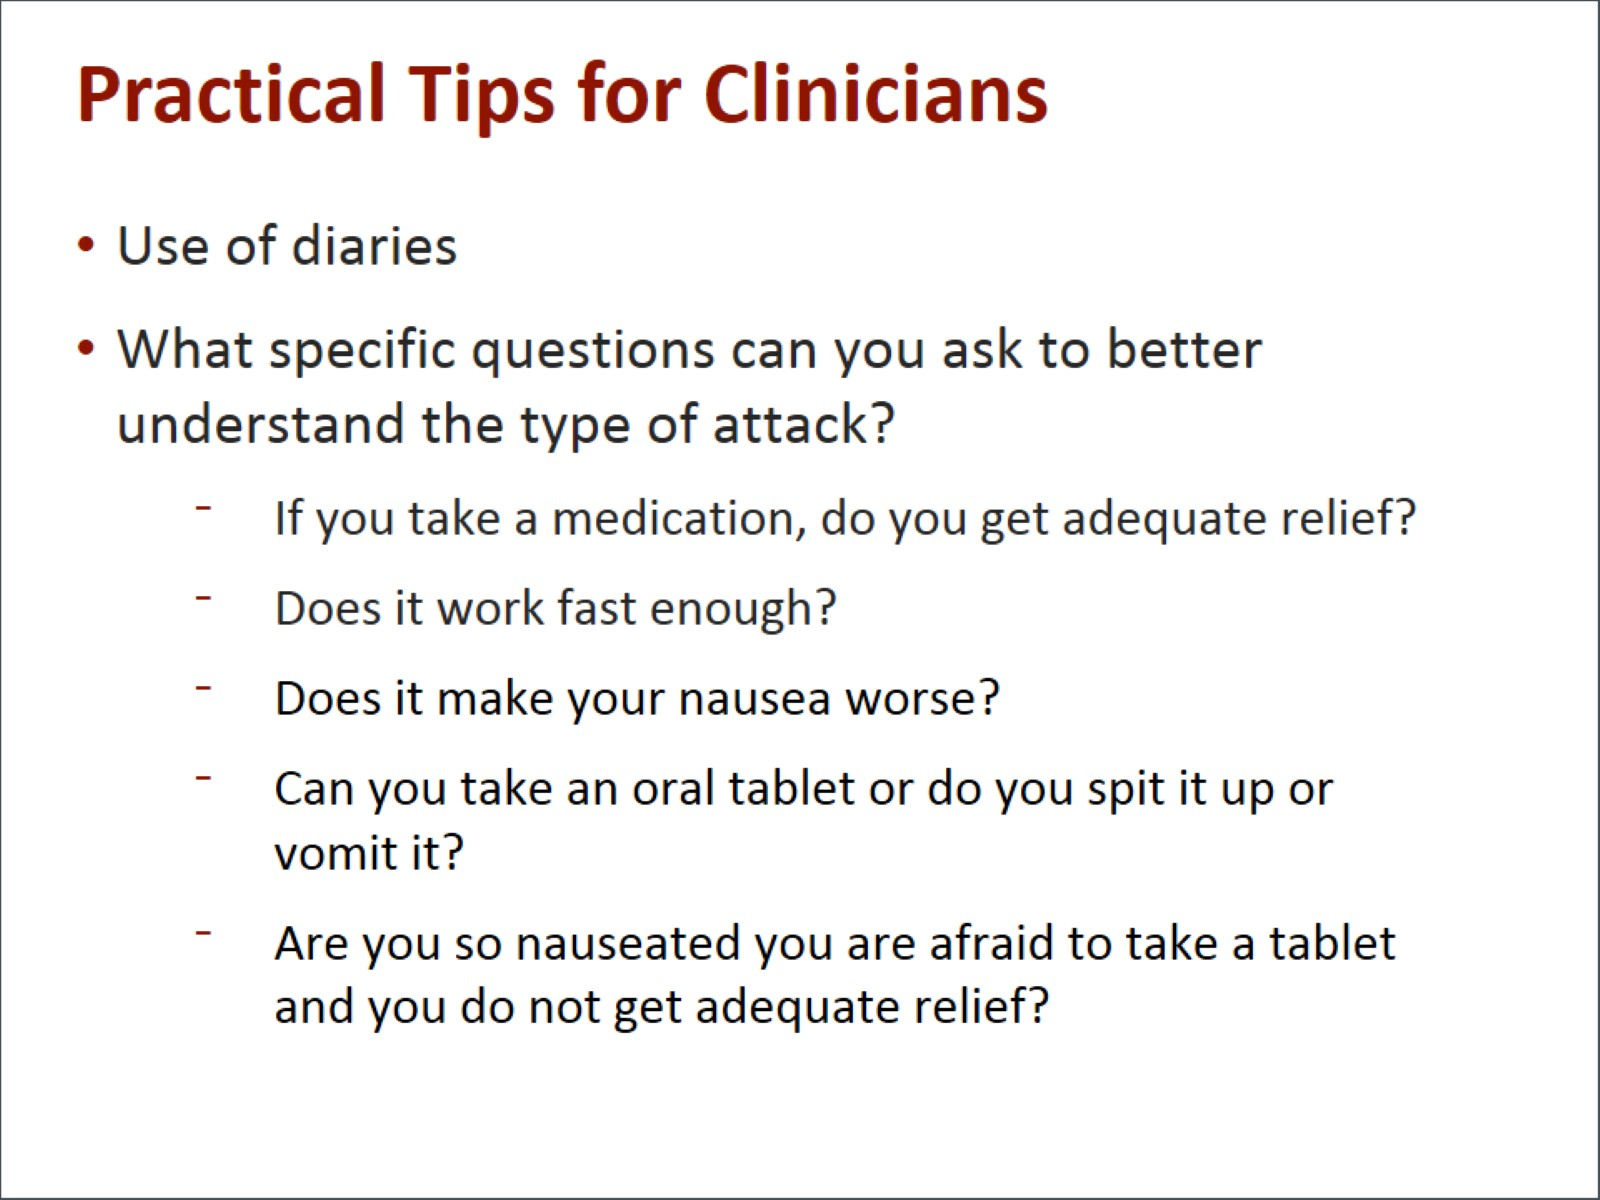 Practical Tips for Clinicians
• Use of diaries
• What specific questions can you ask to better
understand the type of attack?
- If you take a medication, do you get adequate relief?
- Does it work fast enough?
- Does it make your nausea worse?
- Can you take an oral tablet or do you spit it up or
vomit it?
- Are you so nauseated you are afraid to take a tablet
and you do not get adequate relief?